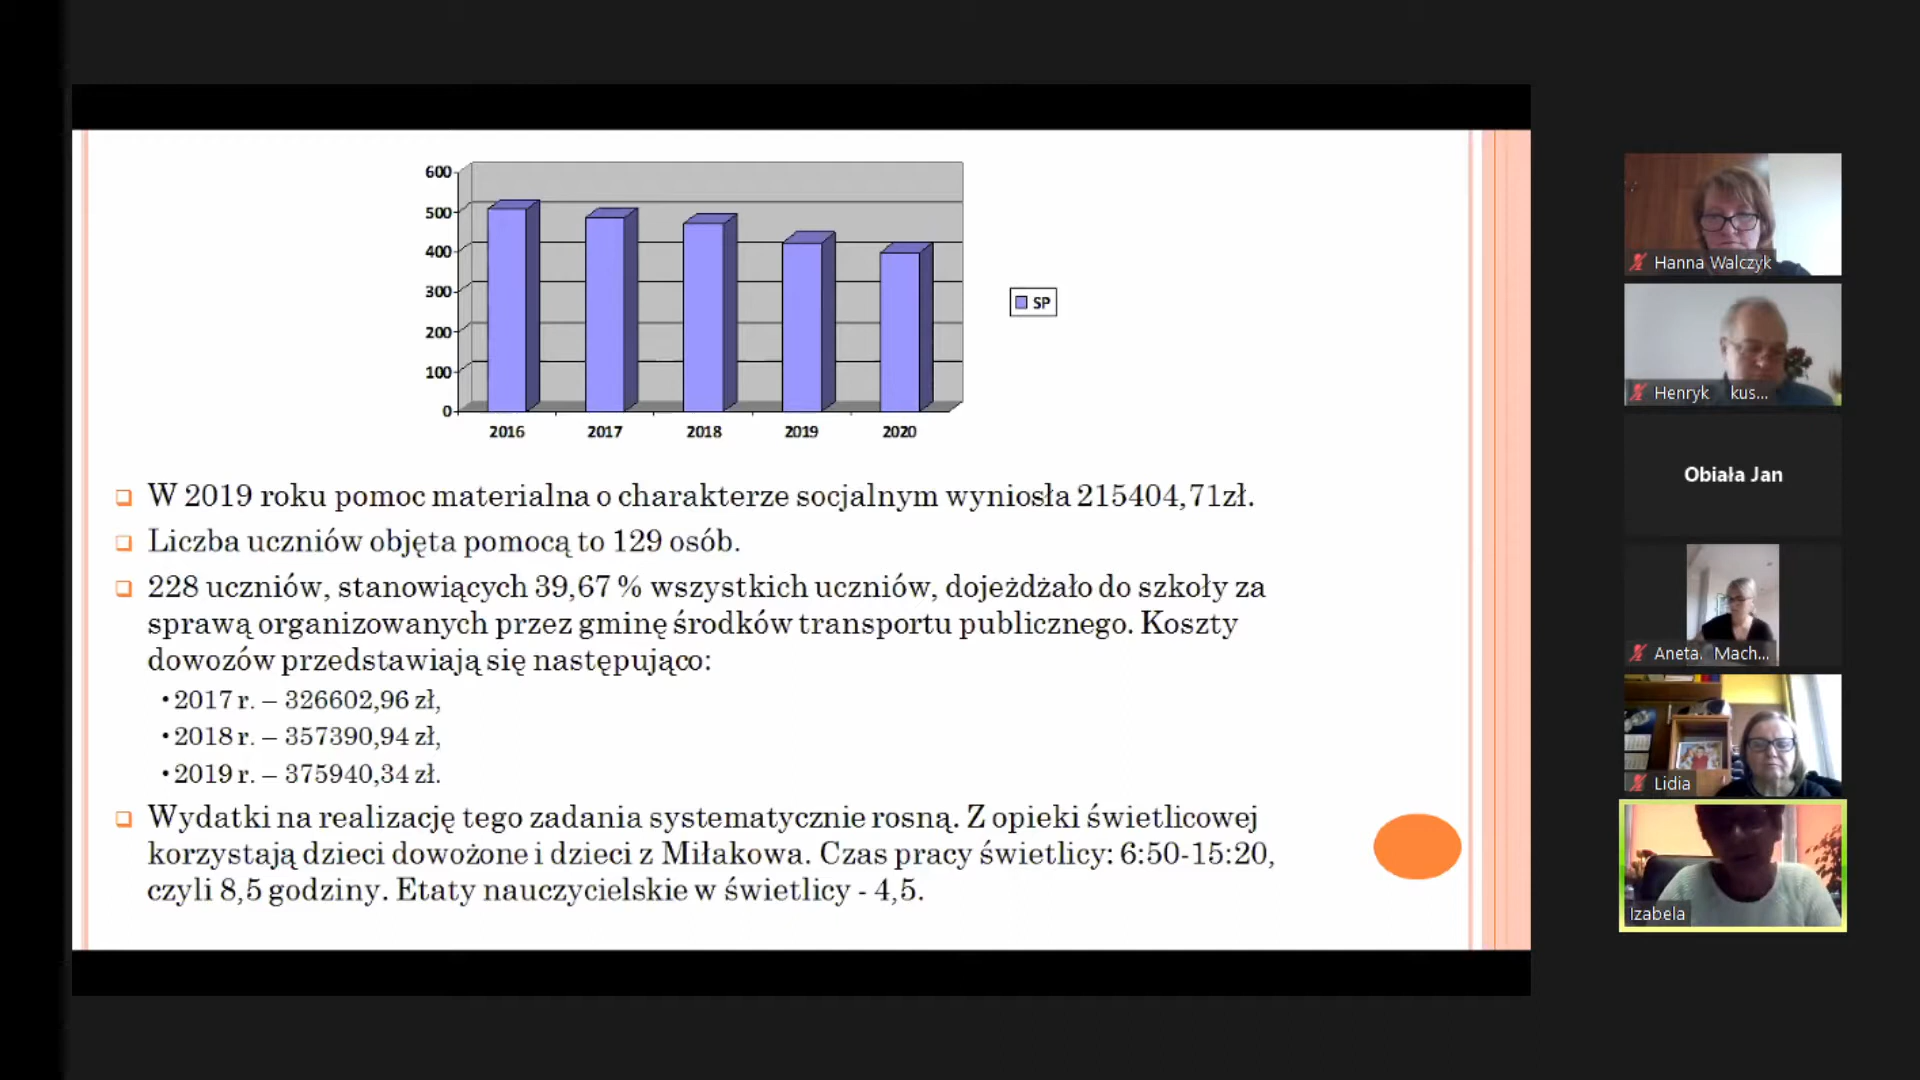 600
500
400
300
200
100
0
2016 2017 2018 2019 2020
SP
W 2019 roku pomoc materialna o charakterze socjalnym wyniosła 215404,71zł.
Liczba uczniów objęta pomocą to 129 osób.
228 uczniów, stanowiących 39,67 % wszystkich uczniów, dojeżdżało do szkoły za
sprawą organizowanych przez gminę środków transportu publicznego. Koszty
dowozów przedstawiają się następująco:
• 2017 r. – 326602,96 zł,
• 2018 r. – 357390,94 zł,
• 2019 r. – 375940,34 zł.
Wydatki na realizację tego zadania systematycznie rosną. Z opieki świetlicowej
korzystają dzieci dowożone i dzieci z Miłakowa. Czas pracy świetlicy: 6:50-15:20,
czyli 8,5 godziny. Etaty nauczycielskie w świetlicy - 4,5.
Hanna Walczyk
Henryk kus...
Obiała Jan
Aneta. Mach...
Lidia
Izabela